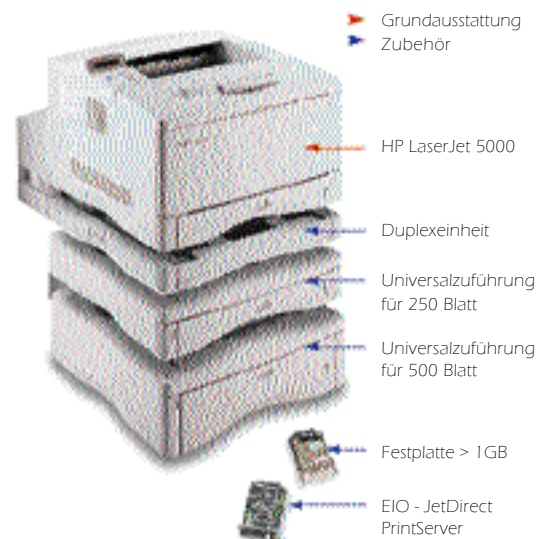 Grundausstattung
Zubehör
HP LaserJet 5000
Duplexeinheit
Universalzuführung
für 250 Blatt
Universalzuführung
für 500 Blatt
Festplatte > 1GB
EIO - JetDirect
PrintServer